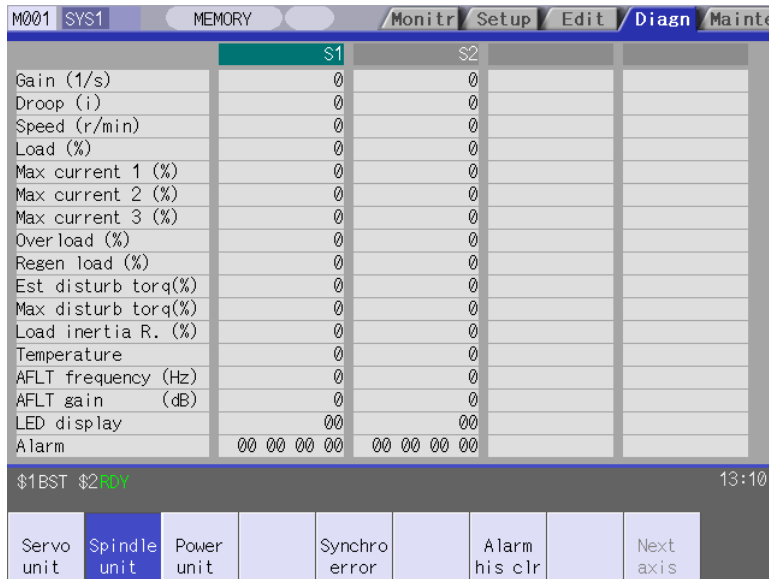 M001 SYS1 MEMORY Monitr Setup Edit Diagn Mainte
S1 S2
Gain (1/s) 0 0
Droop (i) 0 0
Speed (r/min) 0 0
Load (%) 0 0
Max current 1 (%) 0 0
Max current 2 (%) 0 0
Max current 3 (%) 0 0
Overload (%) 0 0
Regen load (%) 0 0
Est disturb torq(%) 0 0
Max disturb torq(%) 0 0
Load inertia R. (%) 0 0
Temperature 0 0
AFLT frequency (Hz) 0 0
AFLT gain (dB) 0 0
LED display 00 00
Alarm 00 00 00 00 00 00 00 00
$1BST $2RDY 13:10
Servo Spindle Power Synchro Alarm Next
unit unit unit error his clr axis